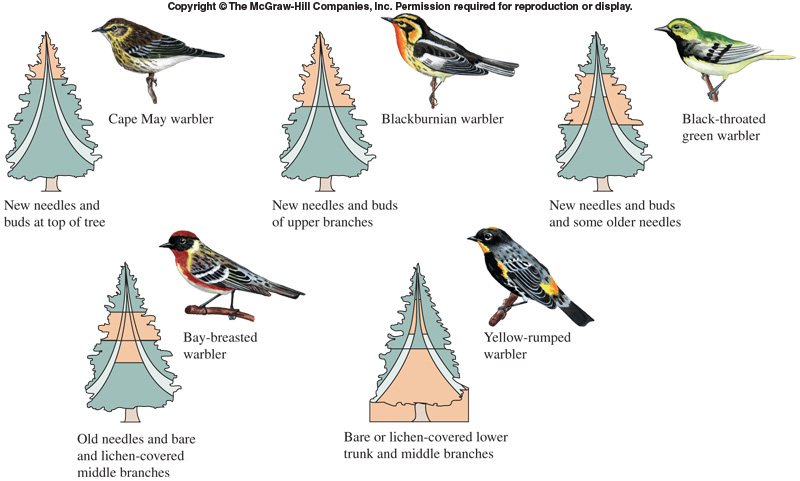 Copyright © The McGraw-Hill Companies, Inc. Permission required for reproduction or display.
Cape May warbler
New needles and
buds at top of tree
Blackburnian warbler
New needles and buds
of upper branches
Black-throated
green warbler
New needles and buds
and some older needles
Bay-breasted
warbler
Old needles and bare
and lichen-covered
middle branches
Yellow-rumped
warbler
Bare or lichen-covered lower
trunk and middle branches